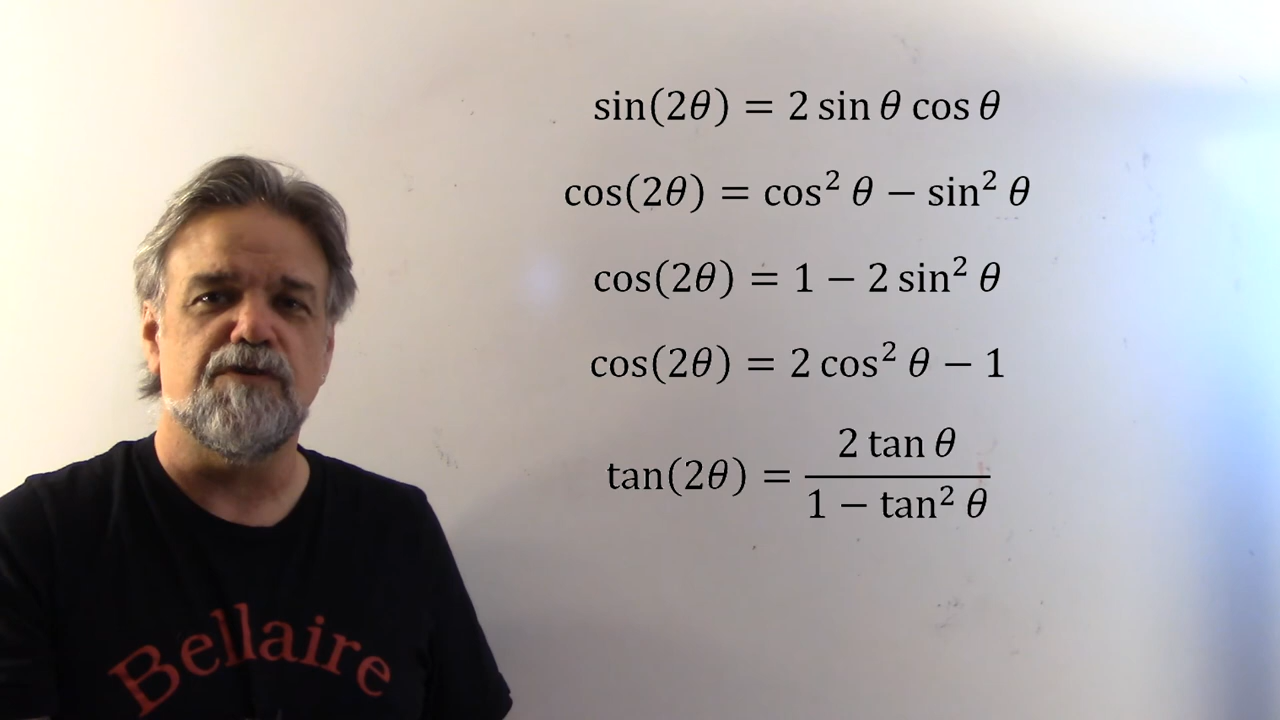 sin(2θ) = 2 sin θ cos θ
cos(2θ) = cos² θ − sin² θ
cos(2θ) = 1 − 2 sin² θ
cos(2θ) = 2 cos² θ − 1
tan(2θ) = 2 tan θ / 1 − tan² θ
Bellaire